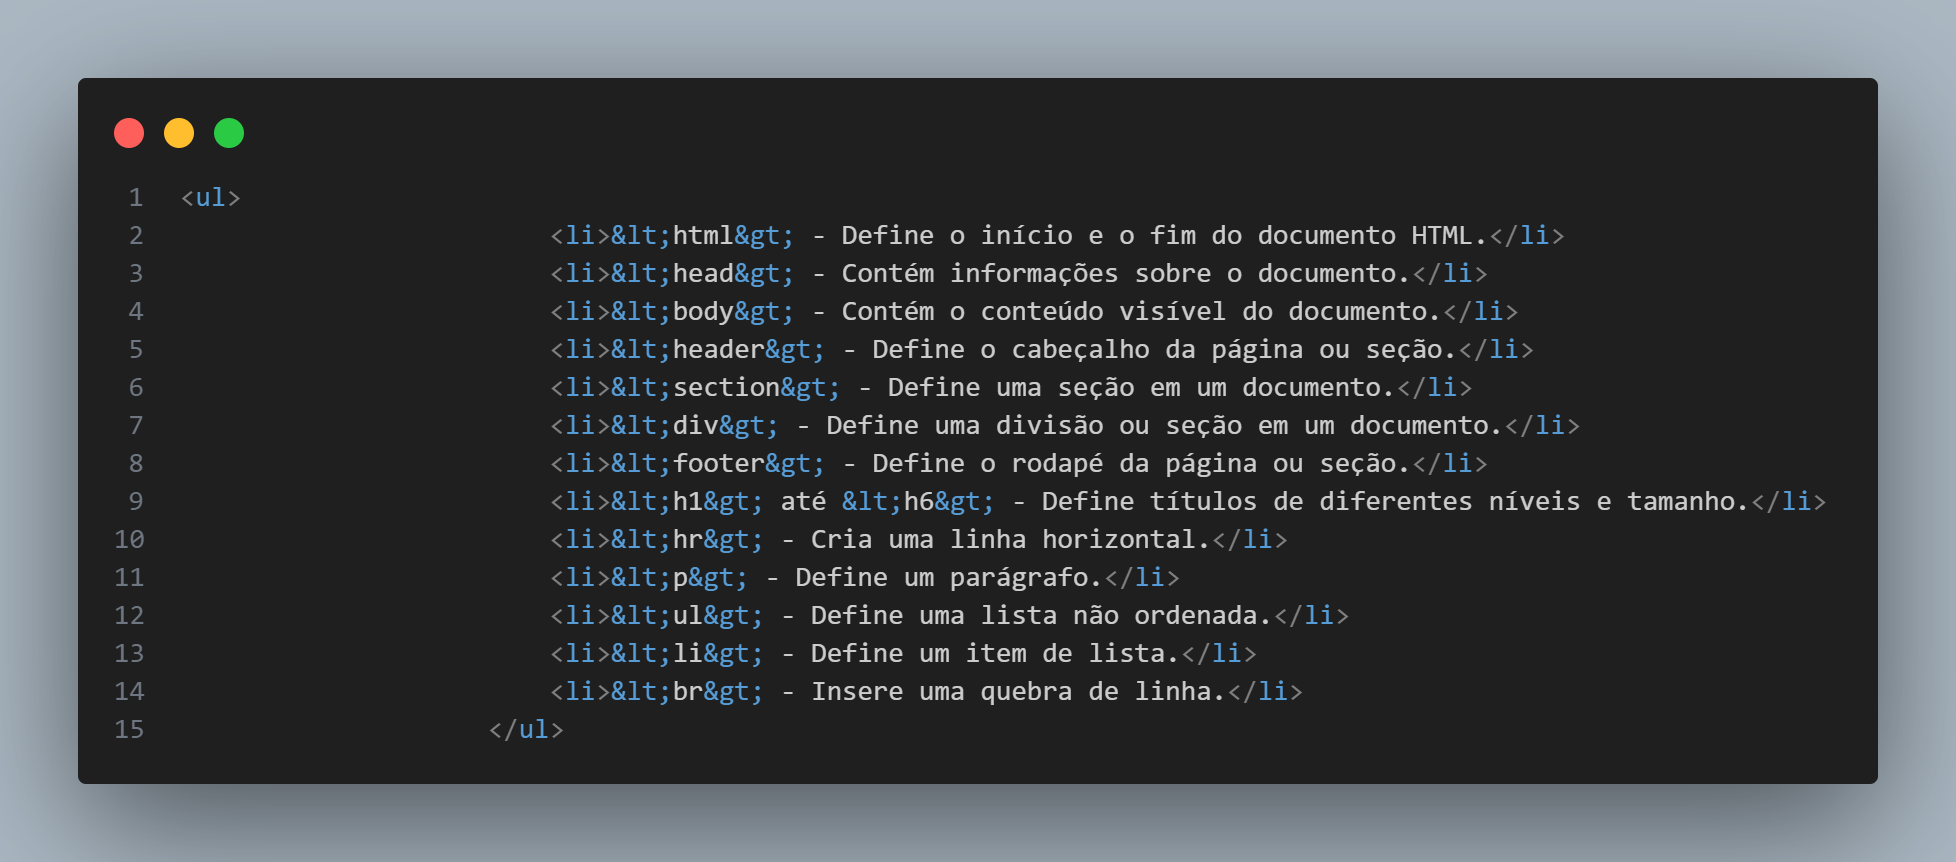 1 <ul>
2 <li>&lt;html&gt; - Define o início e o fim do documento HTML.</li>
3 <li>&lt;head&gt; - Contém informações sobre o documento.</li>
4 <li>&lt;body&gt; - Contém o conteúdo visível do documento.</li>
5 <li>&lt;header&gt; - Define o cabeçalho da página ou seção.</li>
6 <li>&lt;section&gt; - Define uma seção em um documento.</li>
7 <li>&lt;div&gt; - Define uma divisão ou seção em um documento.</li>
8 <li>&lt;footer&gt; - Define o rodapé da página ou seção.</li>
9 <li>&lt;h1&gt; até &lt;h6&gt; - Define títulos de diferentes níveis e tamanho.</li>
10 <li>&lt;hr&gt; - Cria uma linha horizontal.</li>
11 <li>&lt;p&gt; - Define um parágrafo.</li>
12 <li>&lt;ul&gt; - Define uma lista não ordenada.</li>
13 <li>&lt;li&gt; - Define um item de lista.</li>
14 <li>&lt;br&gt; - Insere uma quebra de linha.</li>
15 </ul>